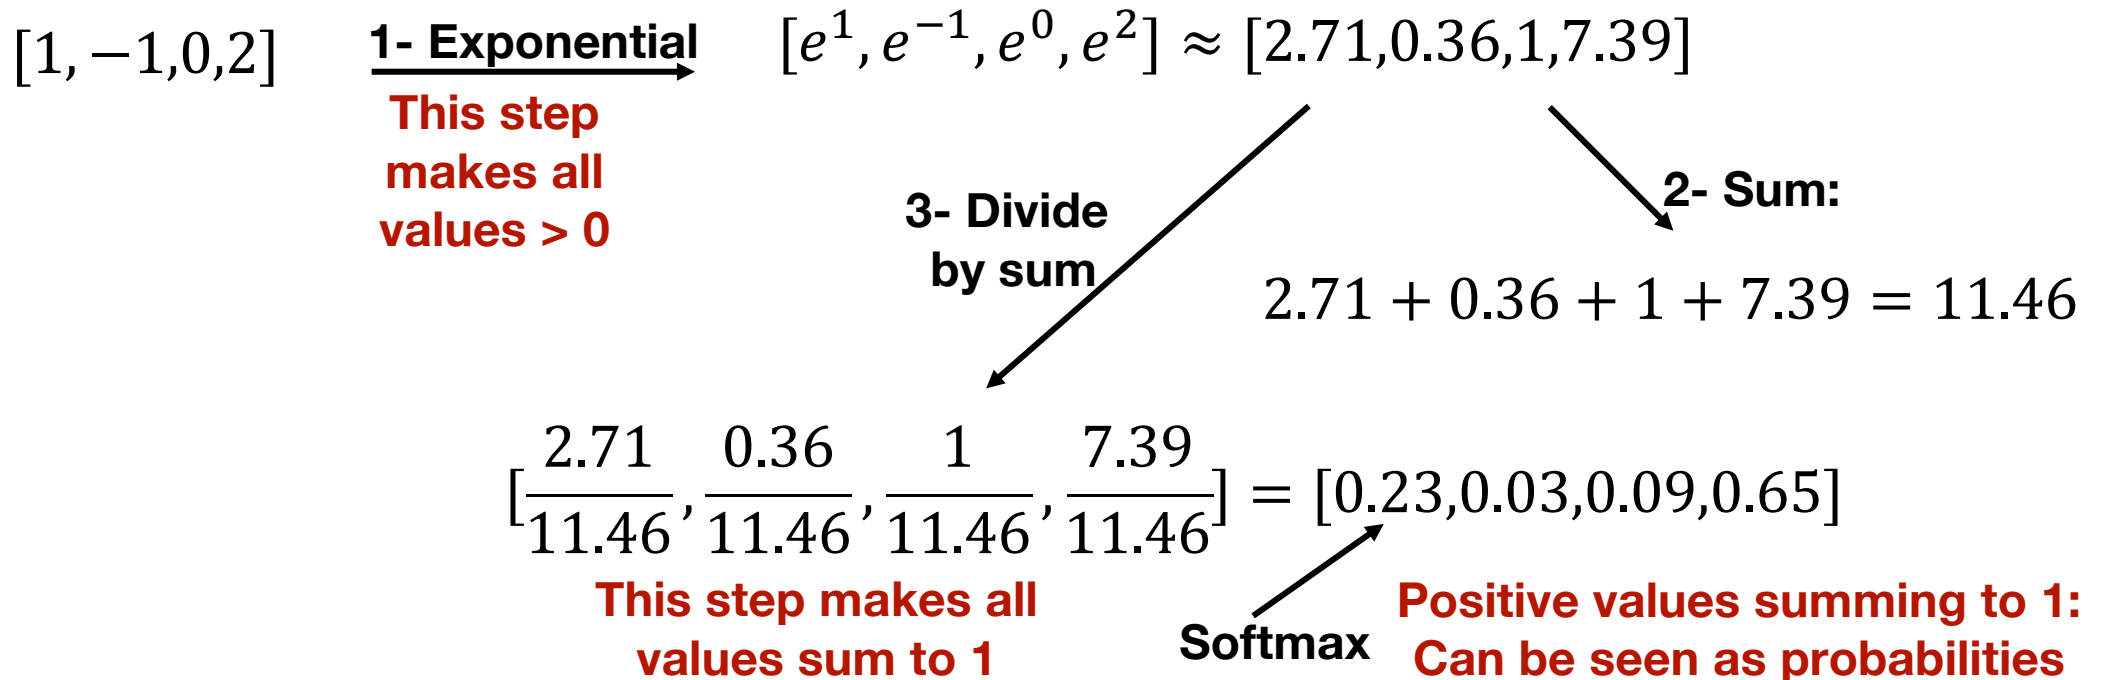 [1, −1,0,2]
1- Exponential
[e^1, e^{−1}, e^0, e^2] ≈ [2.71,0.36,1,7.39]
This step
makes all
values > 0
3- Divide
by sum
2- Sum:
2.71 + 0.36 + 1 + 7.39 = 11.46
[2.71/11.46, 0.36/11.46, 1/11.46, 7.39/11.46] = [0.23,0.03,0.09,0.65]
This step makes all
values sum to 1
Softmax
Positive values summing to 1:
Can be seen as probabilities